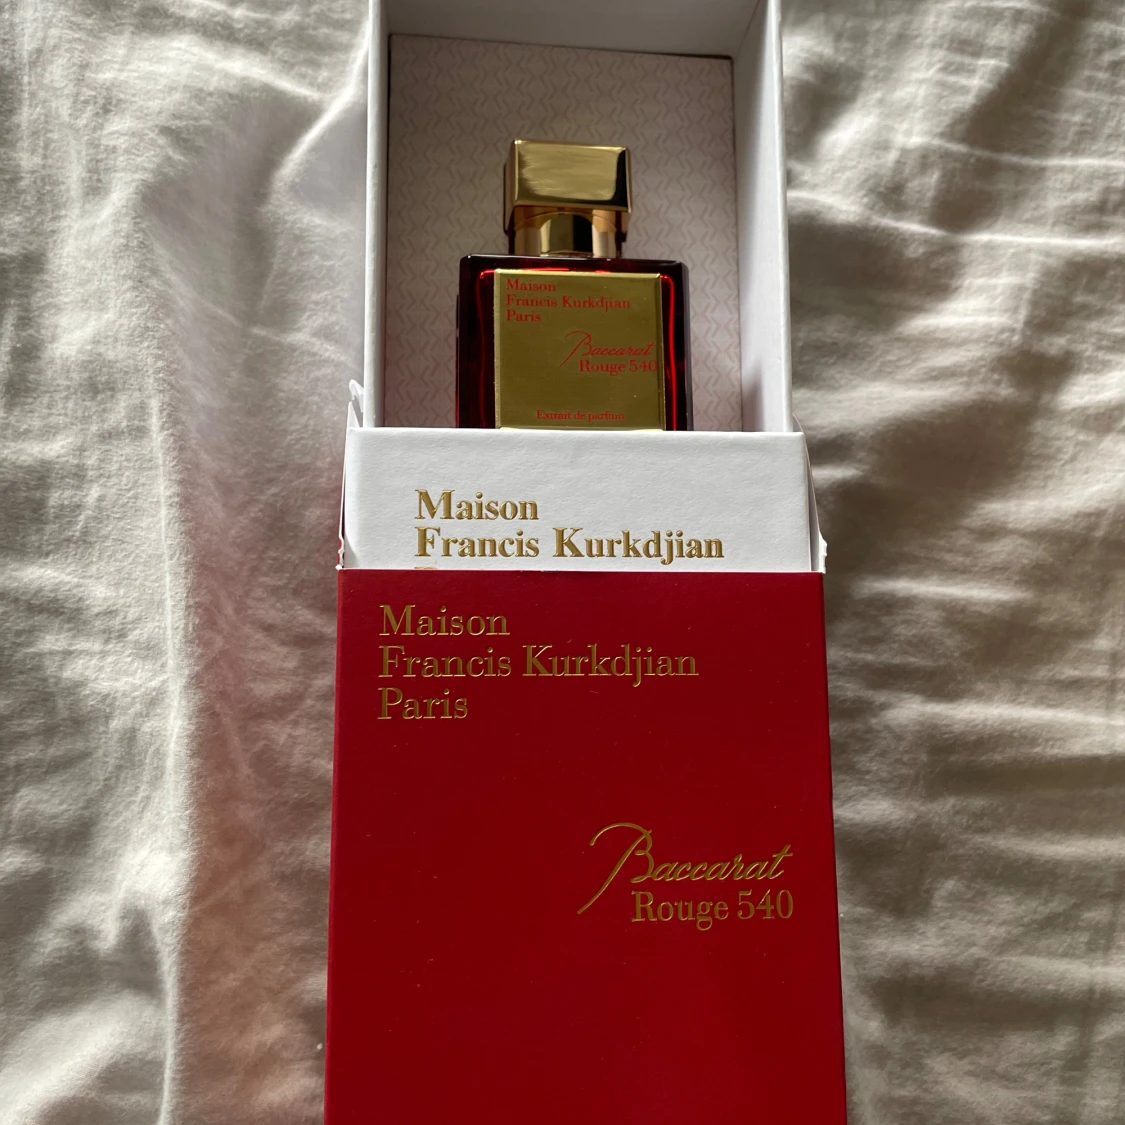 Maison
Francis Kurkdjian
Paris
Baccarat
Rouge 540
Extrait de parfum
Maison
Francis Kurkdjian
Maison
Francis Kurkdjian
Paris
Baccarat
Rouge 540